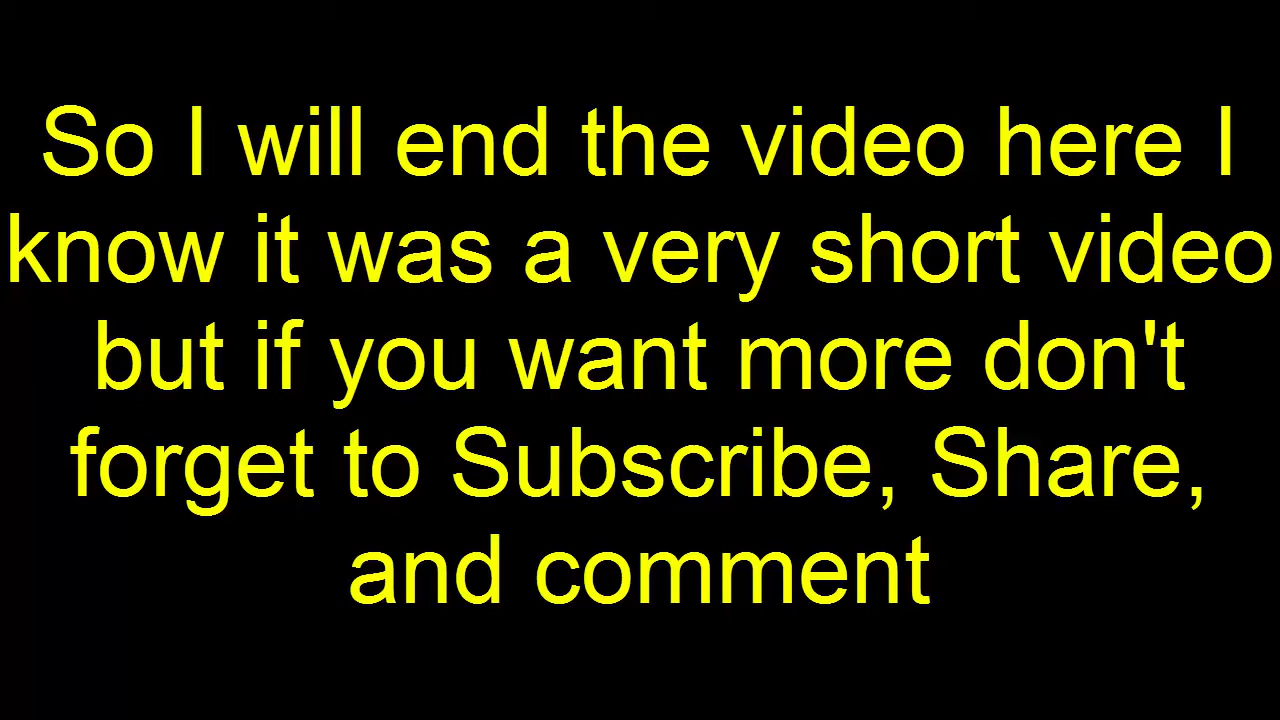 So I will end the video here I
know it was a very short video
but if you want more don't
forget to Subscribe, Share,
and comment